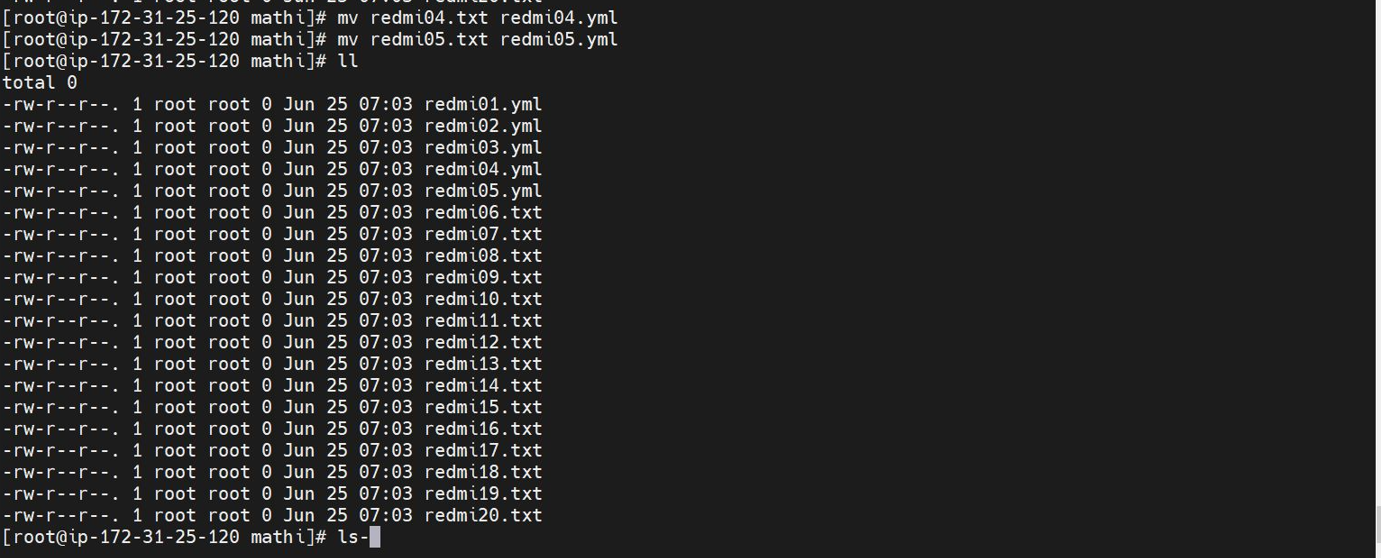 [root@ip-172-31-25-120 mathi]# mv redmi04.txt redmi04.yml
[root@ip-172-31-25-120 mathi]# mv redmi05.txt redmi05.yml
[root@ip-172-31-25-120 mathi]# ll
total 0
-rw-r--r--. 1 root root 0 Jun 25 07:03 redmi01.yml
-rw-r--r--. 1 root root 0 Jun 25 07:03 redmi02.yml
-rw-r--r--. 1 root root 0 Jun 25 07:03 redmi03.yml
-rw-r--r--. 1 root root 0 Jun 25 07:03 redmi04.yml
-rw-r--r--. 1 root root 0 Jun 25 07:03 redmi05.yml
-rw-r--r--. 1 root root 0 Jun 25 07:03 redmi06.txt
-rw-r--r--. 1 root root 0 Jun 25 07:03 redmi07.txt
-rw-r--r--. 1 root root 0 Jun 25 07:03 redmi08.txt
-rw-r--r--. 1 root root 0 Jun 25 07:03 redmi09.txt
-rw-r--r--. 1 root root 0 Jun 25 07:03 redmi10.txt
-rw-r--r--. 1 root root 0 Jun 25 07:03 redmi11.txt
-rw-r--r--. 1 root root 0 Jun 25 07:03 redmi12.txt
-rw-r--r--. 1 root root 0 Jun 25 07:03 redmi13.txt
-rw-r--r--. 1 root root 0 Jun 25 07:03 redmi14.txt
-rw-r--r--. 1 root root 0 Jun 25 07:03 redmi15.txt
-rw-r--r--. 1 root root 0 Jun 25 07:03 redmi16.txt
-rw-r--r--. 1 root root 0 Jun 25 07:03 redmi17.txt
-rw-r--r--. 1 root root 0 Jun 25 07:03 redmi18.txt
-rw-r--r--. 1 root root 0 Jun 25 07:03 redmi19.txt
-rw-r--r--. 1 root root 0 Jun 25 07:03 redmi20.txt
[root@ip-172-31-25-120 mathi]# ls-